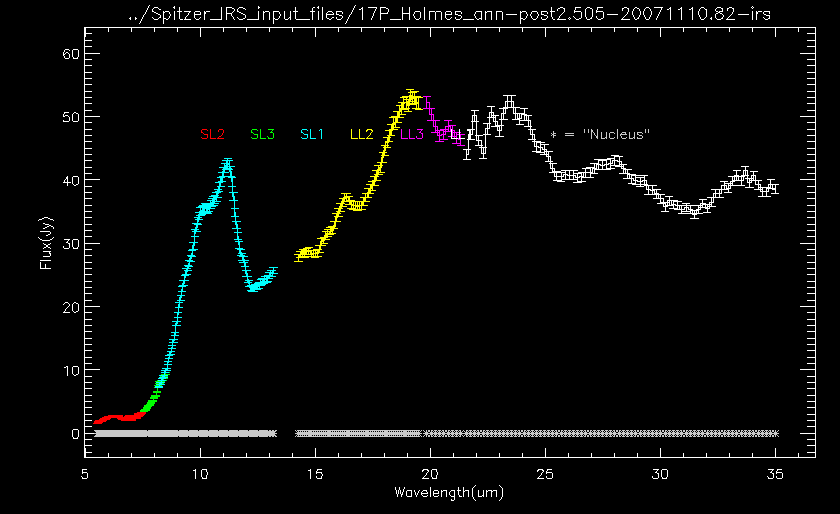 ../Spitzer_IRS_input_files/17P_Holmes_ann-post2.505-20071110.82-irs
60
50
SL2 SL3 SL1 LL2 LL3 * = "Nucleus"
40
Flux(Jy)
30
20
10
0
5 10 15 20 25 30 35
Wavelength(um)